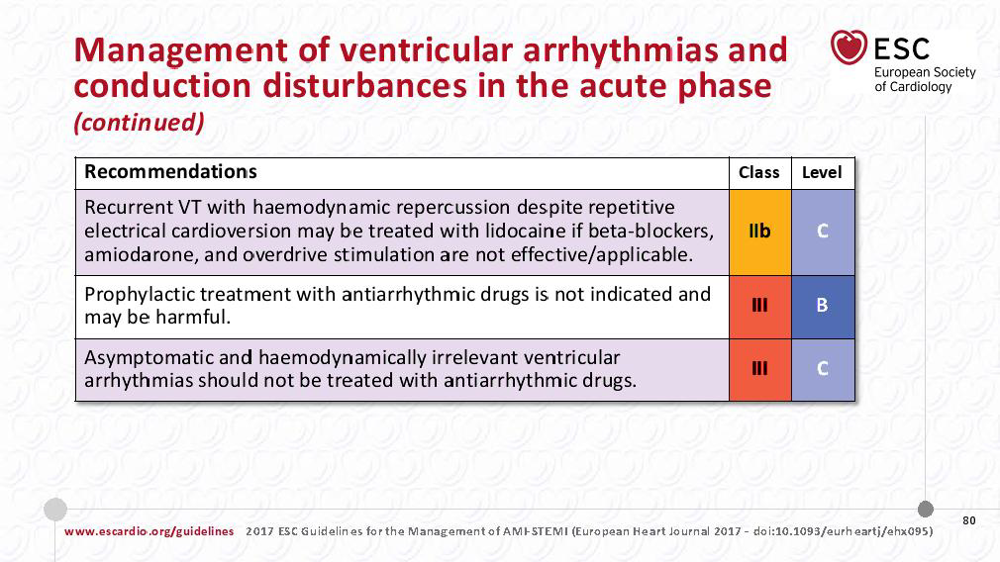 Management of ventricular arrhythmias and
conduction disturbances in the acute phase
(continued)
ESC
European Society
of Cardiology
Recommendations Class Level
Recurrent VT with haemodynamic repercussion despite repetitive
electrical cardioversion may be treated with lidocaine if beta-blockers,
amiodarone, and overdrive stimulation are not effective/applicable.
IIb C
Prophylactic treatment with antiarrhythmic drugs is not indicated and
may be harmful.
III B
Asymptomatic and haemodynamically irrelevant ventricular
arrhythmias should not be treated with antiarrhythmic drugs.
III C
80
www.escardio.org/guidelines 2017 ESC Guidelines for the Management of AMI-STEMI (European Heart Journal 2017 - doi:10.1093/eurheartj/ehx095)